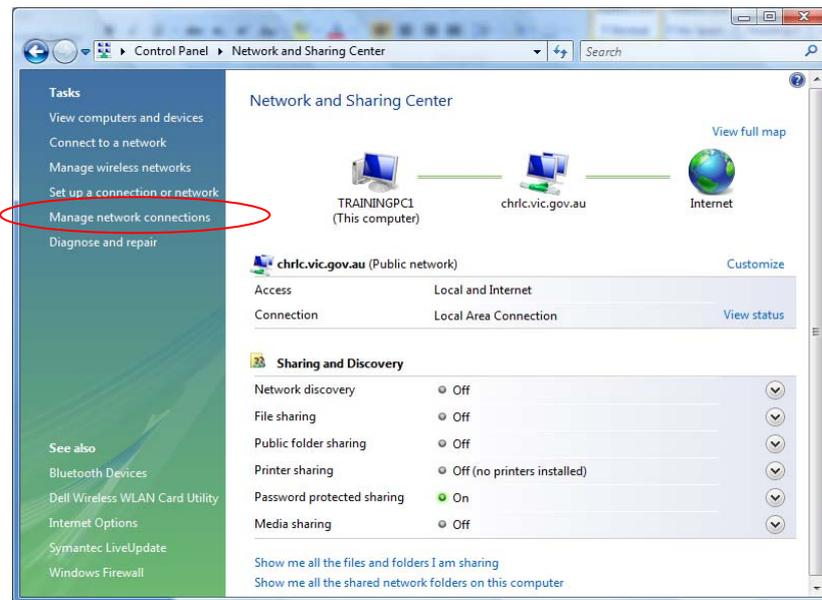 Control Panel ▸ Network and Sharing Center
Search
Tasks
View computers and devices
Connect to a network
Manage wireless networks
Set up a connection or network
Manage network connections
Diagnose and repair
See also
Bluetooth Devices
Dell Wireless WLAN Card Utility
Internet Options
Symantec LiveUpdate
Windows Firewall
Network and Sharing Center
View full map
TRAININGPC1
(This computer)
chrlc.vic.gov.au
Internet
chrlc.vic.gov.au (Public network)
Customize
Access Local and Internet
Connection Local Area Connection View status
Sharing and Discovery
Network discovery Off
File sharing Off
Public folder sharing Off
Printer sharing Off (no printers installed)
Password protected sharing On
Media sharing Off
Show me all the files and folders I am sharing
Show me all the shared network folders on this computer